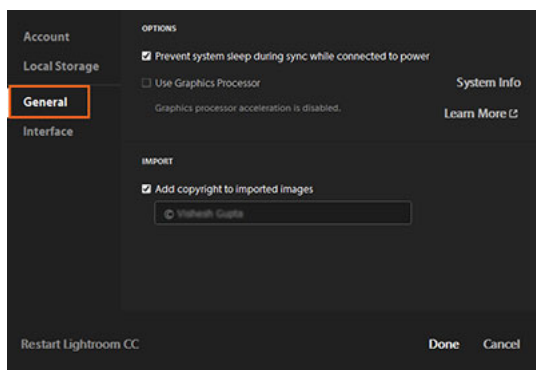 Account
Local Storage
General
Interface
OPTIONS
Prevent system sleep during sync while connected to power
Use Graphics Processor
System Info
Graphics processor acceleration is disabled.
Learn More
IMPORT
Add copyright to imported images
©
Restart Lightroom CC
Done
Cancel